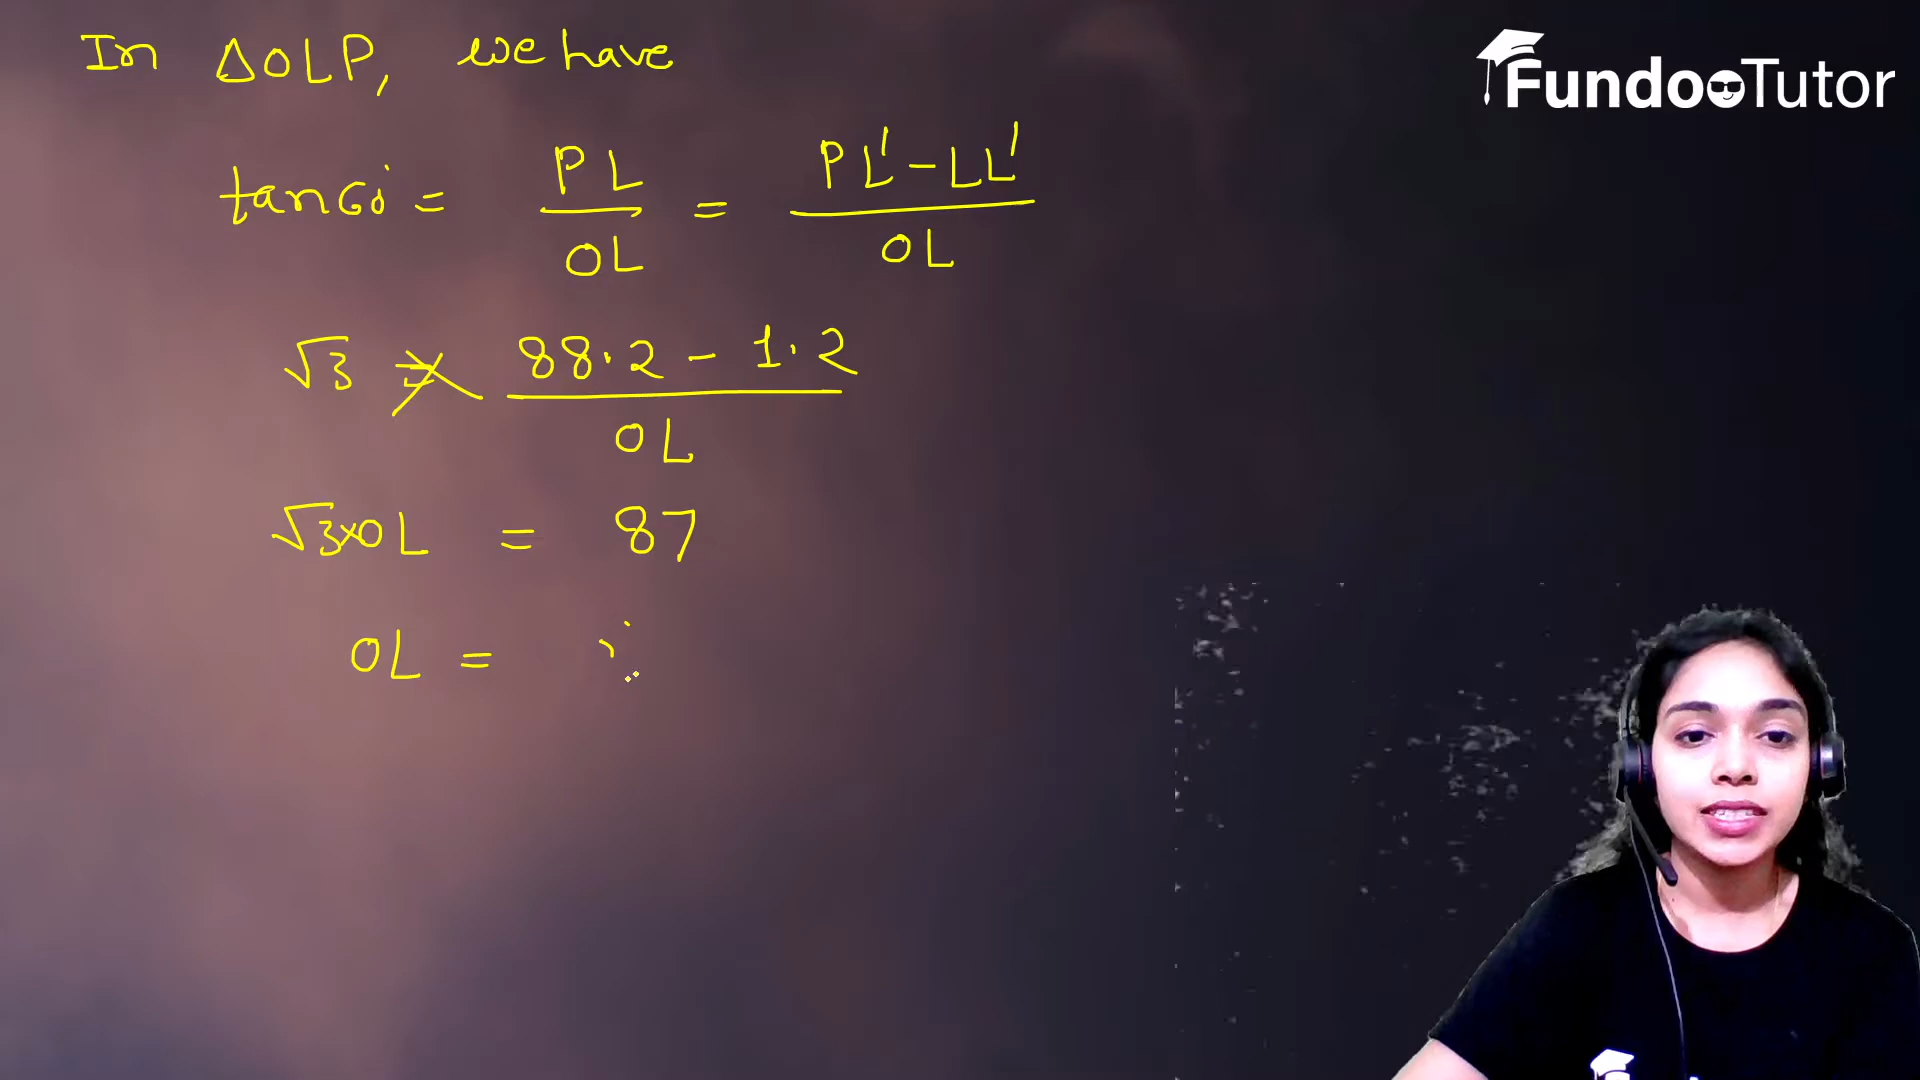 In ΔOLP, we have
FundooTutor
tan60° = PL/OL = PL'-LL'/OL
√3 = 88.2 - 1.2/OL
√3×OL = 87
OL =